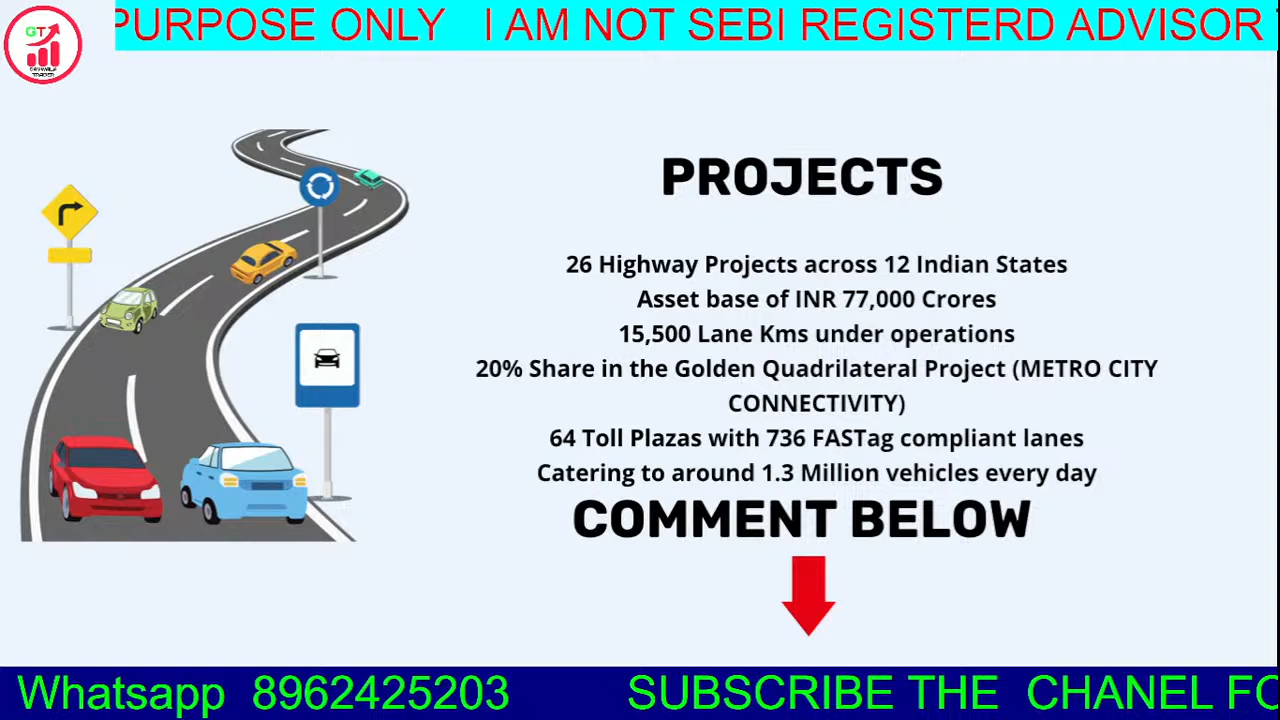 PURPOSE ONLY I AM NOT SEBI REGISTERD ADVISOR
GT
TRADER
PROJECTS
26 Highway Projects across 12 Indian States
Asset base of INR 77,000 Crores
15,500 Lane Kms under operations
20% Share in the Golden Quadrilateral Project (METRO CITY
CONNECTIVITY)
64 Toll Plazas with 736 FASTag compliant lanes
Catering to around 1.3 Million vehicles every day
COMMENT BELOW
Whatsapp 8962425203 SUBSCRIBE THE CHANEL FO